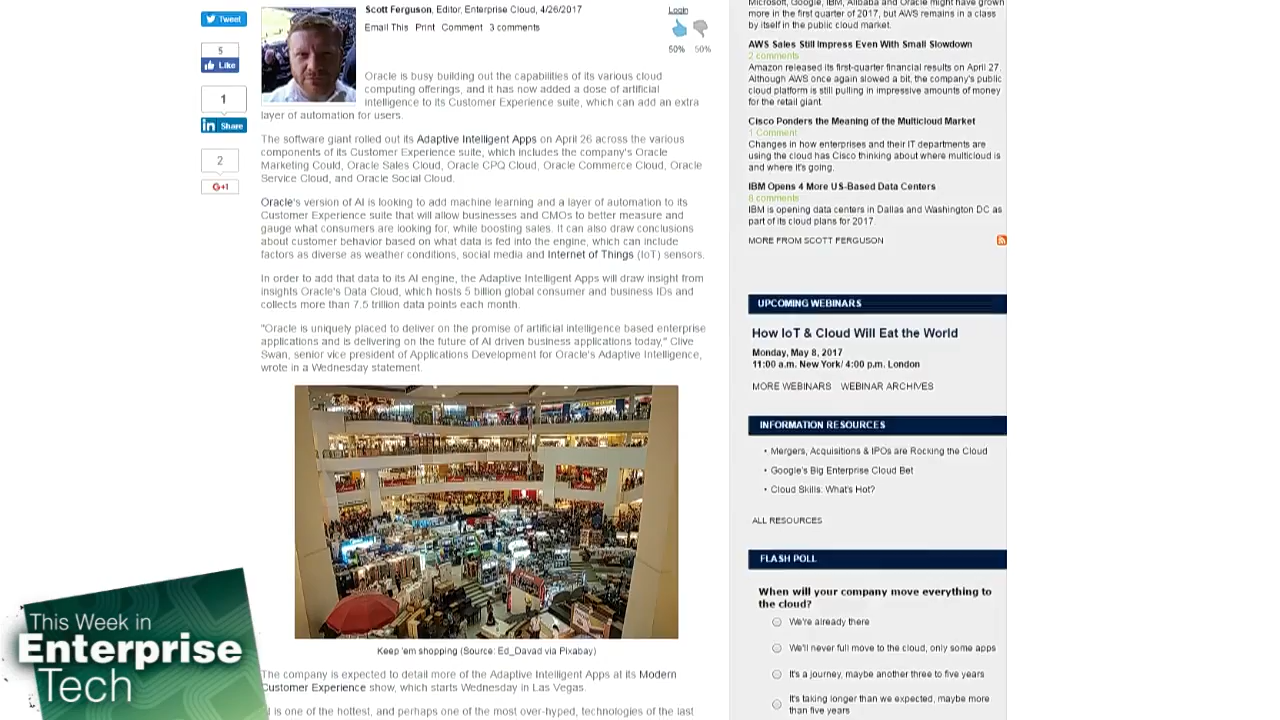 Tweet
5
Like
1
in Share
2
G+1
Scott Ferguson, Editor, Enterprise Cloud, 4/26/2017
Email This Print Comment 3 comments
Login
50% 50%
Oracle is busy building out the capabilities of its various cloud
computing offerings, and it has now added a dose of artificial
intelligence to its Customer Experience suite, which can add an extra
layer of automation for users.
The software giant rolled out its Adaptive Intelligent Apps on April 26 across the various
components of its Customer Experience suite, which includes the company's Oracle
Marketing Could, Oracle Sales Cloud, Oracle CPQ Cloud, Oracle Commerce Cloud, Oracle
Service Cloud, and Oracle Social Cloud.
Oracle's version of AI is looking to add machine learning and a layer of automation to its
Customer Experience suite that will allow businesses and CMOs to better measure and
gauge what consumers are looking for, while boosting sales. It can also draw conclusions
about customer behavior based on what data is fed into the engine, which can include
factors as diverse as weather conditions, social media and Internet of Things (IoT) sensors.
In order to add that data to its AI engine, the Adaptive Intelligent Apps will draw insight from
insights Oracle's Data Cloud, which hosts 5 billion global consumer and business IDs and
collects more than 7.5 trillion data points each month.
"Oracle is uniquely placed to deliver on the promise of artificial intelligence based enterprise
applications and is delivering on the future of AI driven business applications today," Clive
Swan, senior vice president of Applications Development for Oracle's Adaptive Intelligence,
wrote in a Wednesday statement.
Keep 'em shopping (Source: Ed_Davad via Pixabay)
The company is expected to detail more of the Adaptive Intelligent Apps at its Modern
Customer Experience show, which starts Wednesday in Las Vegas.
is one of the hottest, and perhaps one of the most over-hyped, technologies of the last
Microsoft, Google, IBM, Alibaba and Oracle might have grown
more in the first quarter of 2017, but AWS remains in a class
by itself in the public cloud market.
AWS Sales Still Impress Even With Small Slowdown
2 comments
Amazon released its first-quarter financial results on April 27.
Although AWS once again slowed a bit, the company's public
cloud platform is still pulling in impressive amounts of money
for the retail giant.
Cisco Ponders the Meaning of the Multicloud Market
1 Comment
Changes in how enterprises and their IT departments are
using the cloud has Cisco thinking about where multicloud is
and where it's going.
IBM Opens 4 More US-Based Data Centers
8 comments
IBM is opening data centers in Dallas and Washington DC as
part of its cloud plans for 2017.
MORE FROM SCOTT FERGUSON
UPCOMING WEBINARS
How IoT & Cloud Will Eat the World
Monday, May 8, 2017
11:00 a.m. New York/ 4:00 p.m. London
MORE WEBINARS WEBINAR ARCHIVES
INFORMATION RESOURCES
• Mergers, Acquisitions & IPOs are Rocking the Cloud
• Google's Big Enterprise Cloud Bet
• Cloud Skills: What's Hot?
ALL RESOURCES
FLASH POLL
When will your company move everything to
the cloud?
We're already there
We'll never full move to the cloud, only some apps
It's a journey, maybe another three to five years
It's taking longer than we expected, maybe more
than five years
This Week in
Enterprise
Tech